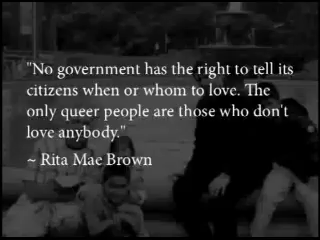 "No government has the right to tell its
citizens when or whom to love. The
only queer people are those who don't
love anybody."
~ Rita Mae Brown